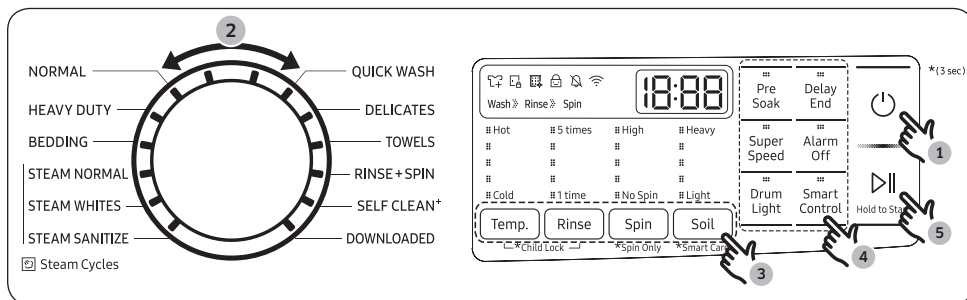 2
NORMAL
HEAVY DUTY
BEDDING
STEAM NORMAL
STEAM WHITES
STEAM SANITIZE
Steam Cycles
QUICK WASH
DELICATES
TOWELS
RINSE+SPIN
SELF CLEAN+
DOWNLOADED
18:88
Wash » Rinse » Spin
Hot 5 times High Heavy
Cold 1 time No Spin Light
Temp. Rinse Spin Soil
*Child Lock *Spin Only *Smart Care
3
Pre Soak
Delay End
Super Speed
Alarm Off
Drum Light
Smart Control
4
*(3 sec)
1
Hold to Start
5